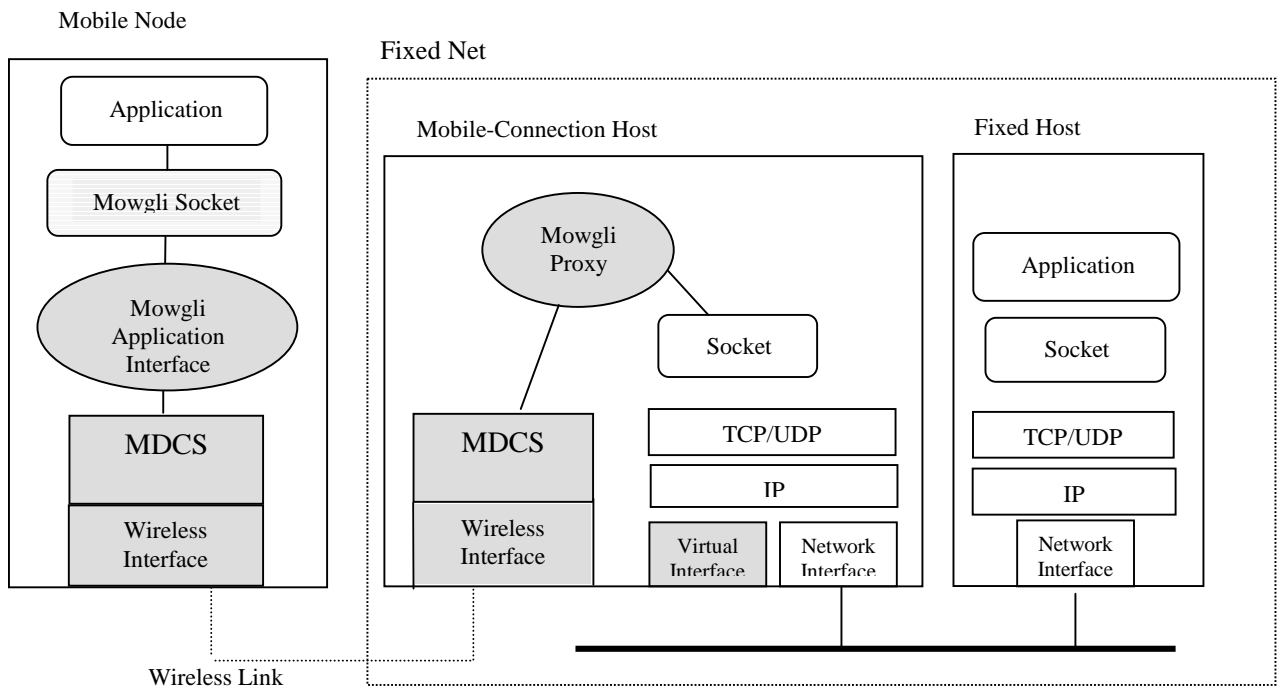 Mobile Node
Application
Mowgli Socket
Mowgli
Application
Interface
MDCS
Wireless
Interface
Wireless Link
Fixed Net
Mobile-Connection Host
Mowgli
Proxy
Socket
MDCS
Wireless
Interface
TCP/UDP
IP
Virtual
Interface
Network
Interface
Fixed Host
Application
Socket
TCP/UDP
IP
Network
Interface